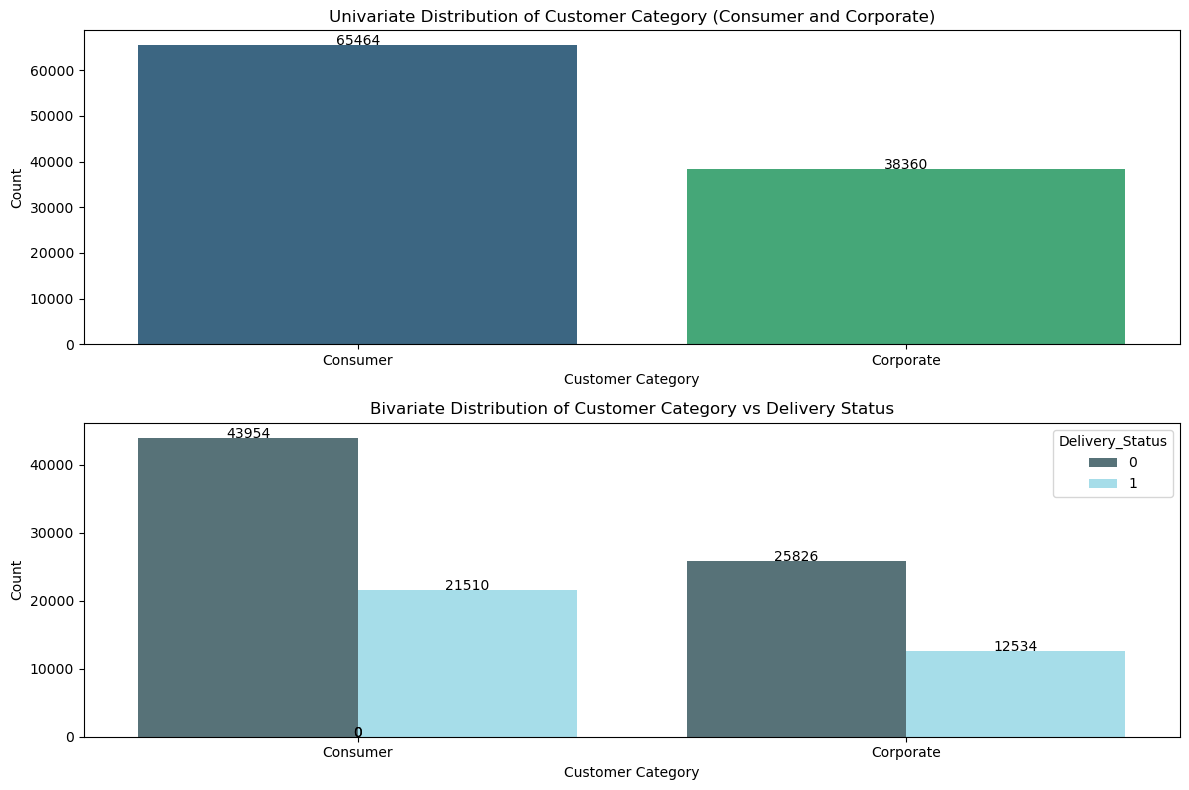 Univariate Distribution of Customer Category (Consumer and Corporate)
65464
38360
60000
50000
40000
30000
20000
10000
0
Count
Consumer
Corporate
Customer Category
Bivariate Distribution of Customer Category vs Delivery Status
43954
21510
25826
12534
0
Delivery_Status
0
1
40000
30000
20000
10000
0
Count
Consumer
Corporate
Customer Category